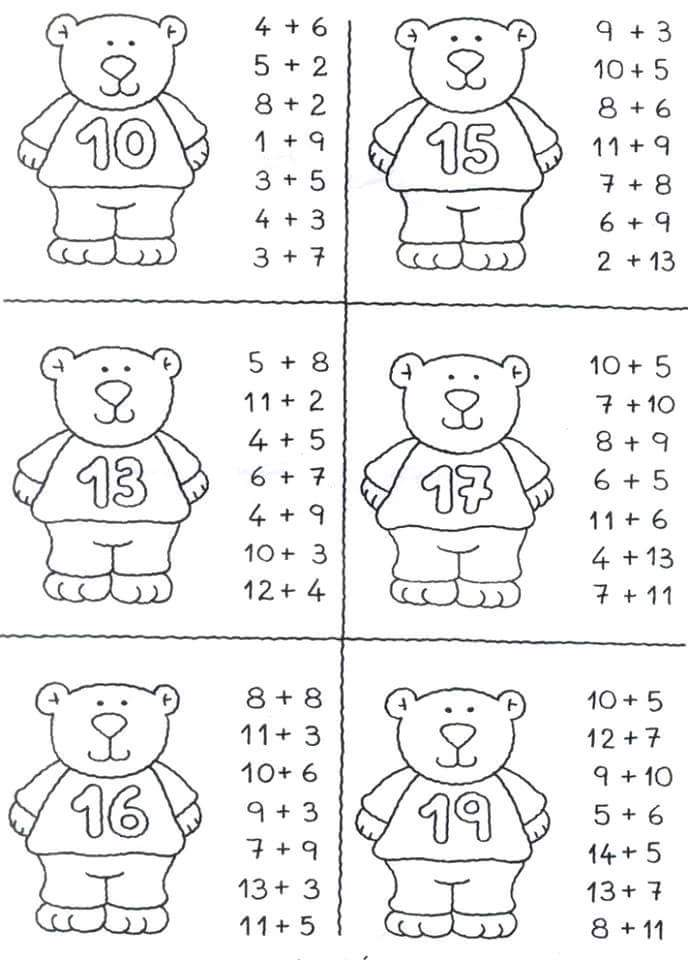 10
4 + 6
5 + 2
8 + 2
1 + 9
3 + 5
4 + 3
3 + 7
15
9 + 3
10 + 5
8 + 6
11 + 9
7 + 8
6 + 9
2 + 13
13
5 + 8
11 + 2
4 + 5
6 + 7
4 + 9
10 + 3
12 + 4
17
10 + 5
7 + 10
8 + 9
6 + 5
11 + 6
4 + 13
7 + 11
16
8 + 8
11 + 3
10 + 6
9 + 3
7 + 9
13 + 3
11 + 5
19
10 + 5
12 + 7
9 + 10
5 + 6
14 + 5
13 + 7
8 + 11